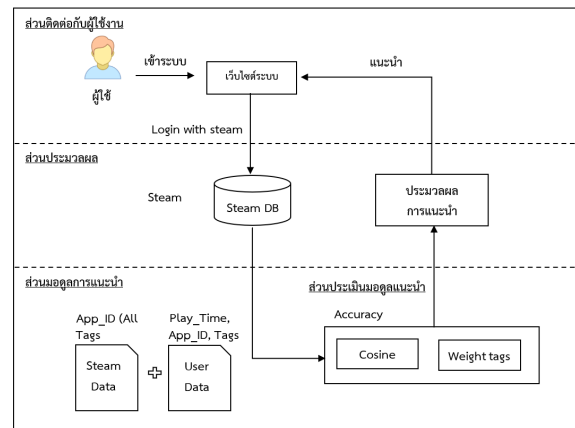 ส่วนติดต่อกับผู้ใช้งาน
เข้าระบบ
ผู้ใช้
เว็บไซต์ระบบ
แนะนำ
Login with steam
ส่วนประมวลผล
Steam
Steam DB
ประมวลผล
การแนะนำ
ส่วนมอดูลการแนะนำ
ส่วนประเมินมอดูลแนะนำ
App_ID (All
Tags
Play_Time,
App_ID, Tags
Accuracy
Steam
Data
User
Data
Cosine
Weight tags